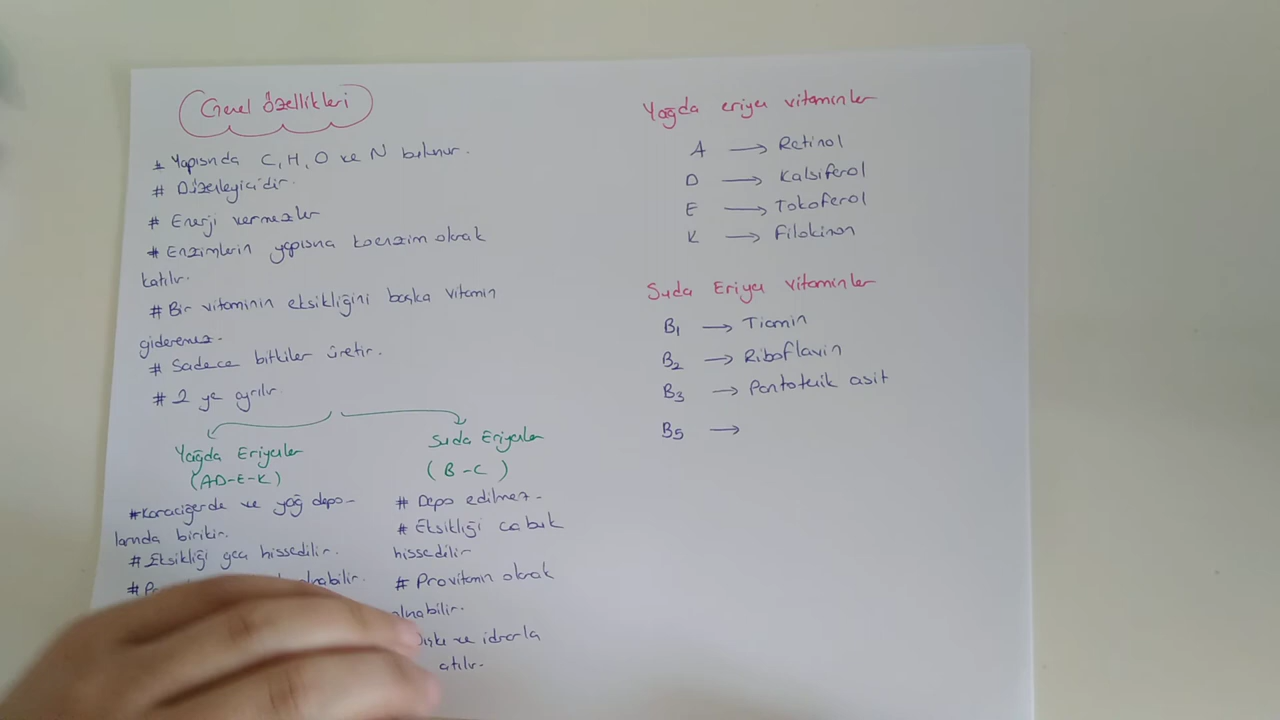 Genel Özellikleri
# Yapısında C, H, O ve N bulunur.
# Düzenleyicidir.
# Enerji vermezler
# Enzimlerin yapısına koenzim olarak
katılır.
# Bir vitaminin eksikliğini başka vitamin
gideremez.
# Sadece bitkiler üretir.
# 2 ye ayrılır
Yağda Eriyenler
(A-D-E-K)
# Karaciğerde ve yağ depo-
larında birikir.
# Eksikliği geç hissedilir.
alınabilir.
Suda Eriyenler
(B-C)
# Depo edilmez.
# Eksikliği çabuk
hissedilir
# Provitamin olarak
alınabilir.
ve idrarla
atılır.
Yağda eriyen vitaminler
A → Retinol
D → Kalsiferol
E → Tokoferol
K → Filokinon
Suda Eriyen vitaminler
B1 → Tiamin
B2 → Riboflavin
B3 → Pantotenik asit
B5 →